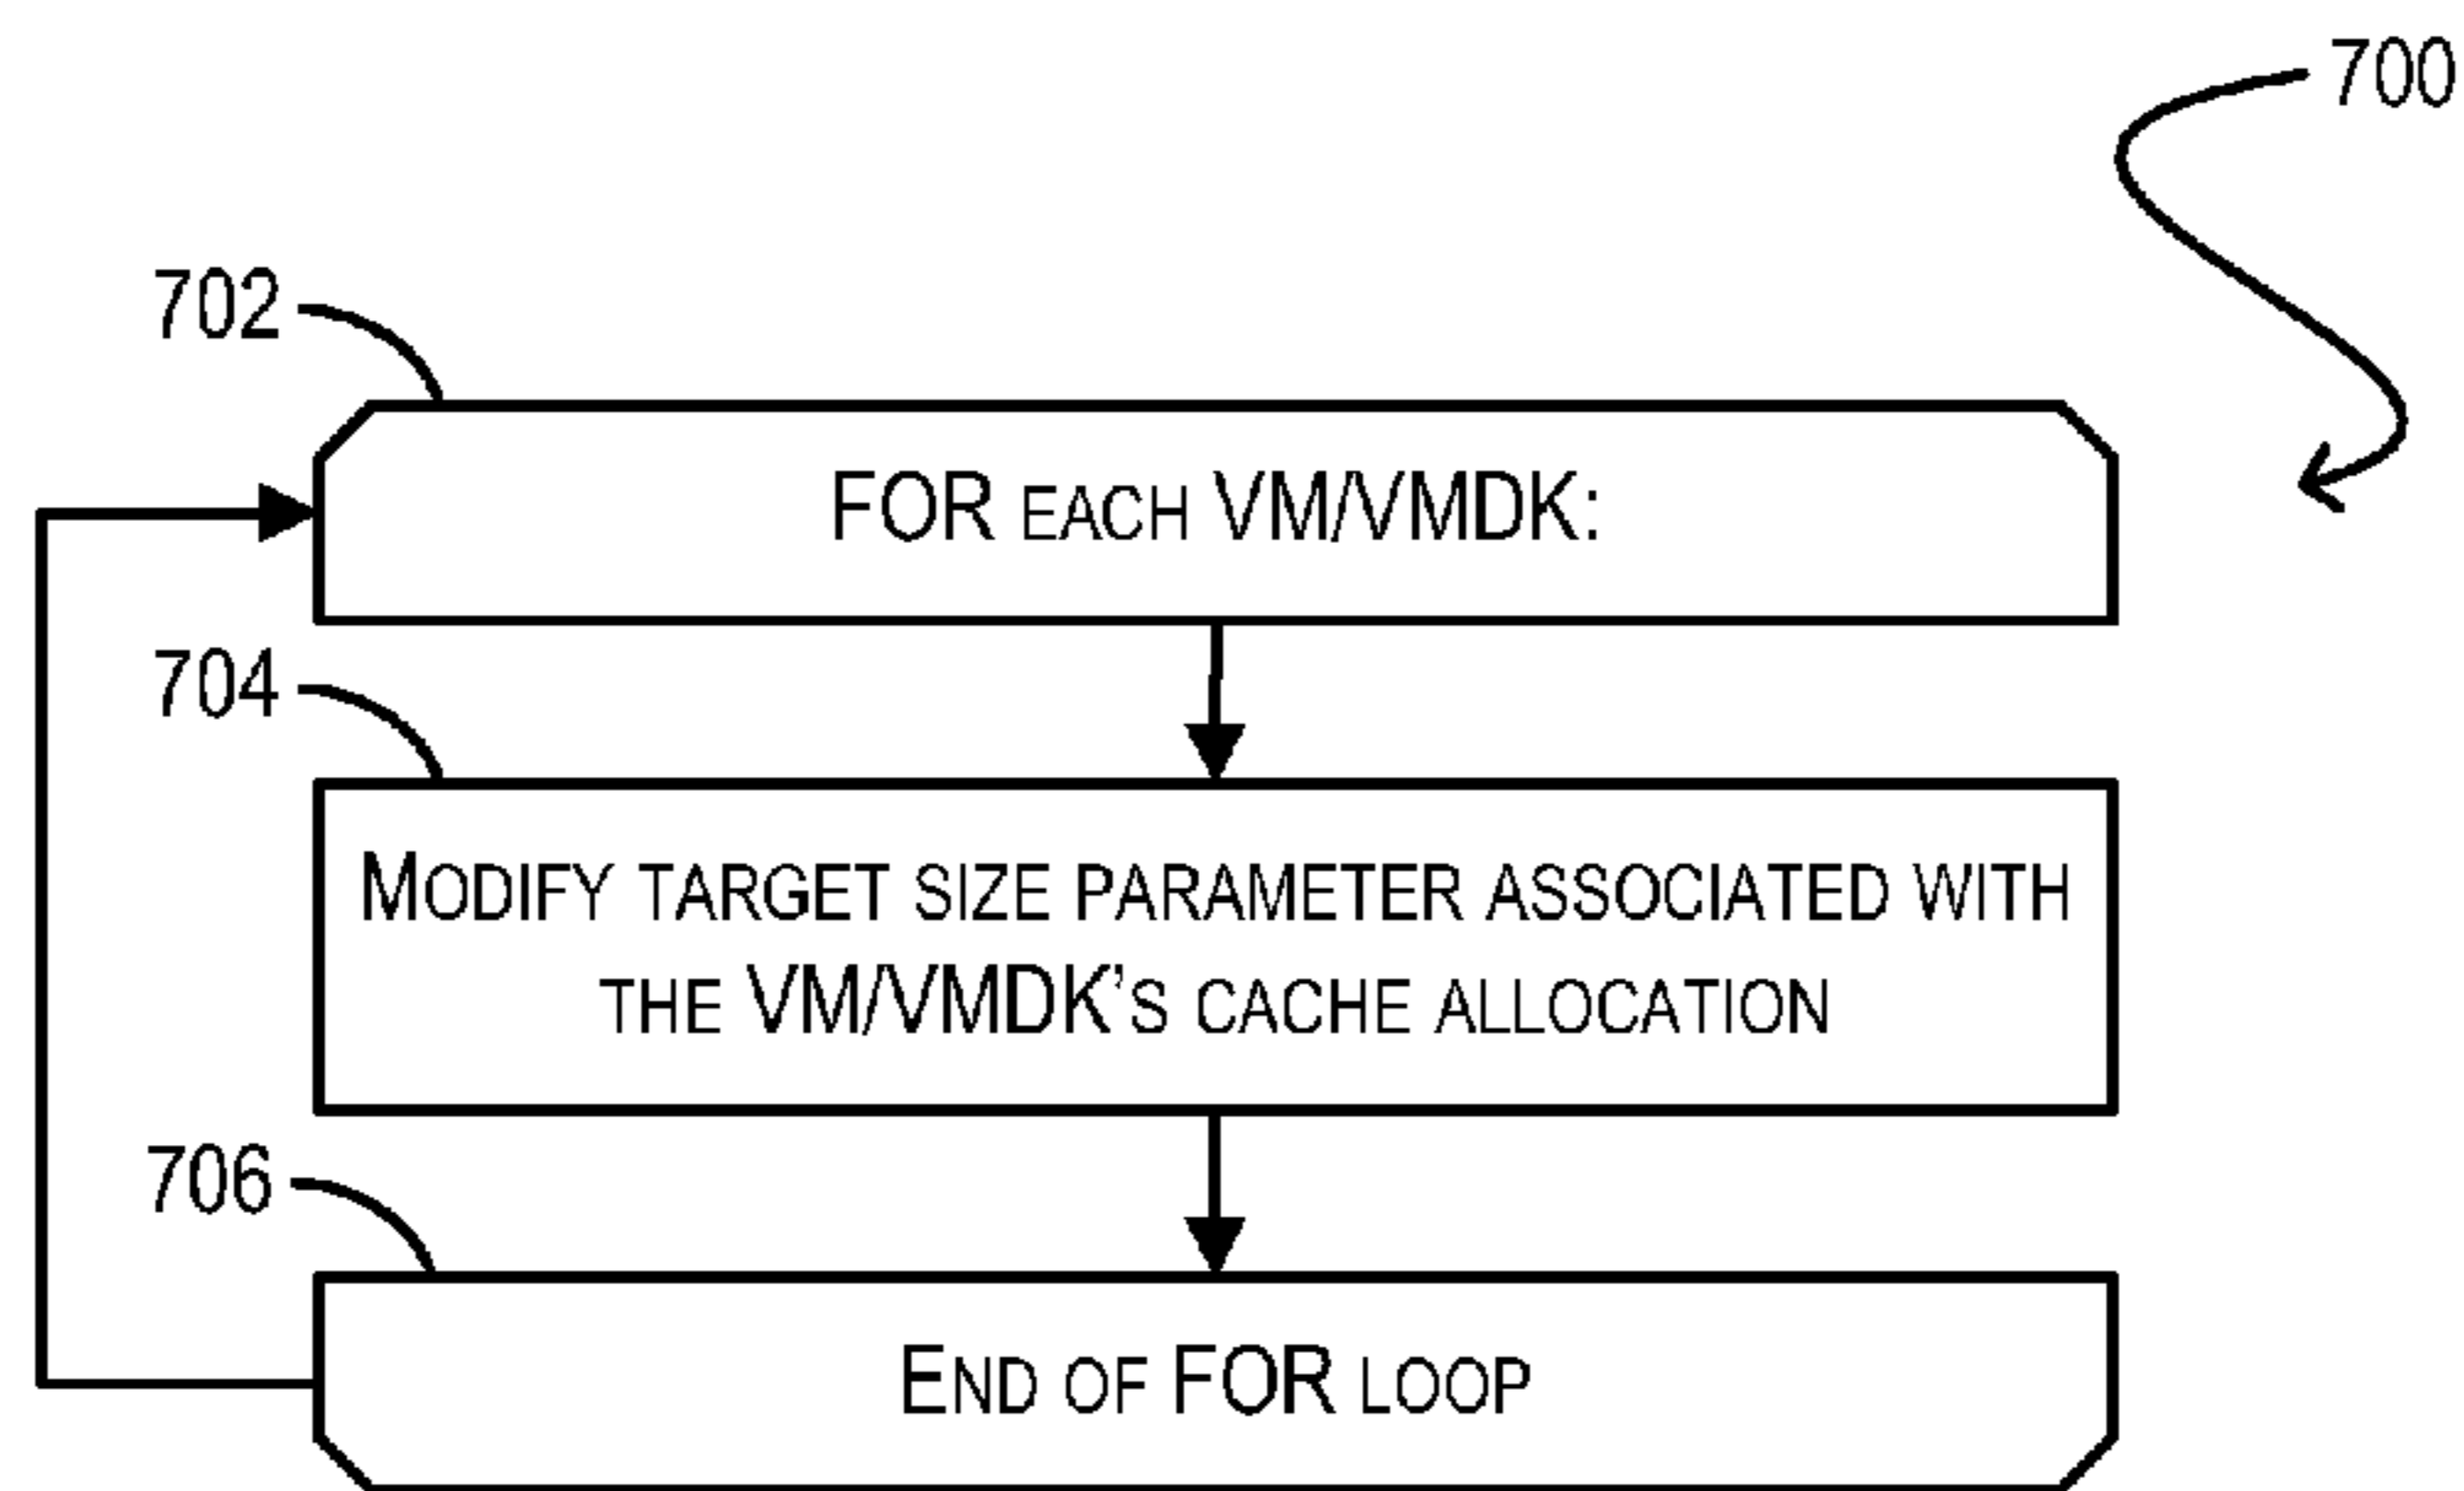 700
702
FOR EACH VM/VMDK:
704
MODIFY TARGET SIZE PARAMETER ASSOCIATED WITH
THE VM/VMDK'S CACHE ALLOCATION
706
END OF FOR LOOP